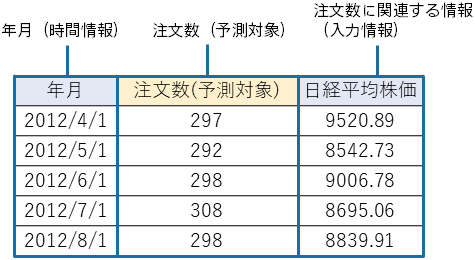 年月（時間情報）
注文数（予測対象）
注文数に関連する情報
（入力情報）
年月 注文数(予測対象) 日経平均株価
2012/4/1 297 9520.89
2012/5/1 292 8542.73
2012/6/1 298 9006.78
2012/7/1 308 8695.06
2012/8/1 298 8839.91